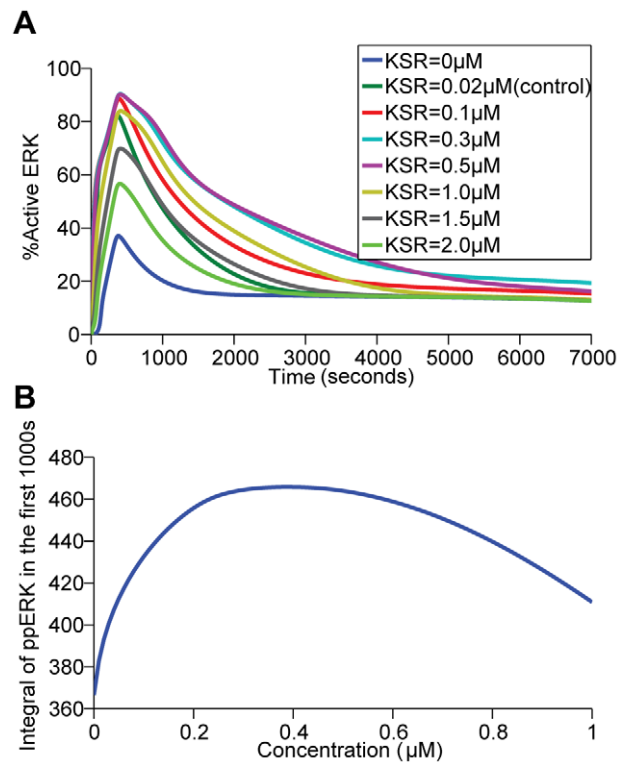 A
KSR=0µM
KSR=0.02µM(control)
KSR=0.1µM
KSR=0.3µM
KSR=0.5µM
KSR=1.0µM
KSR=1.5µM
KSR=2.0µM
%Active ERK
100
80
60
40
20
0
0 1000 2000 3000 4000 5000 6000 7000
Time (seconds)
B
Integral of ppERK in the first 1000s
480
460
440
420
400
380
360
0 0.2 0.4 0.6 0.8 1
Concentration (µM)